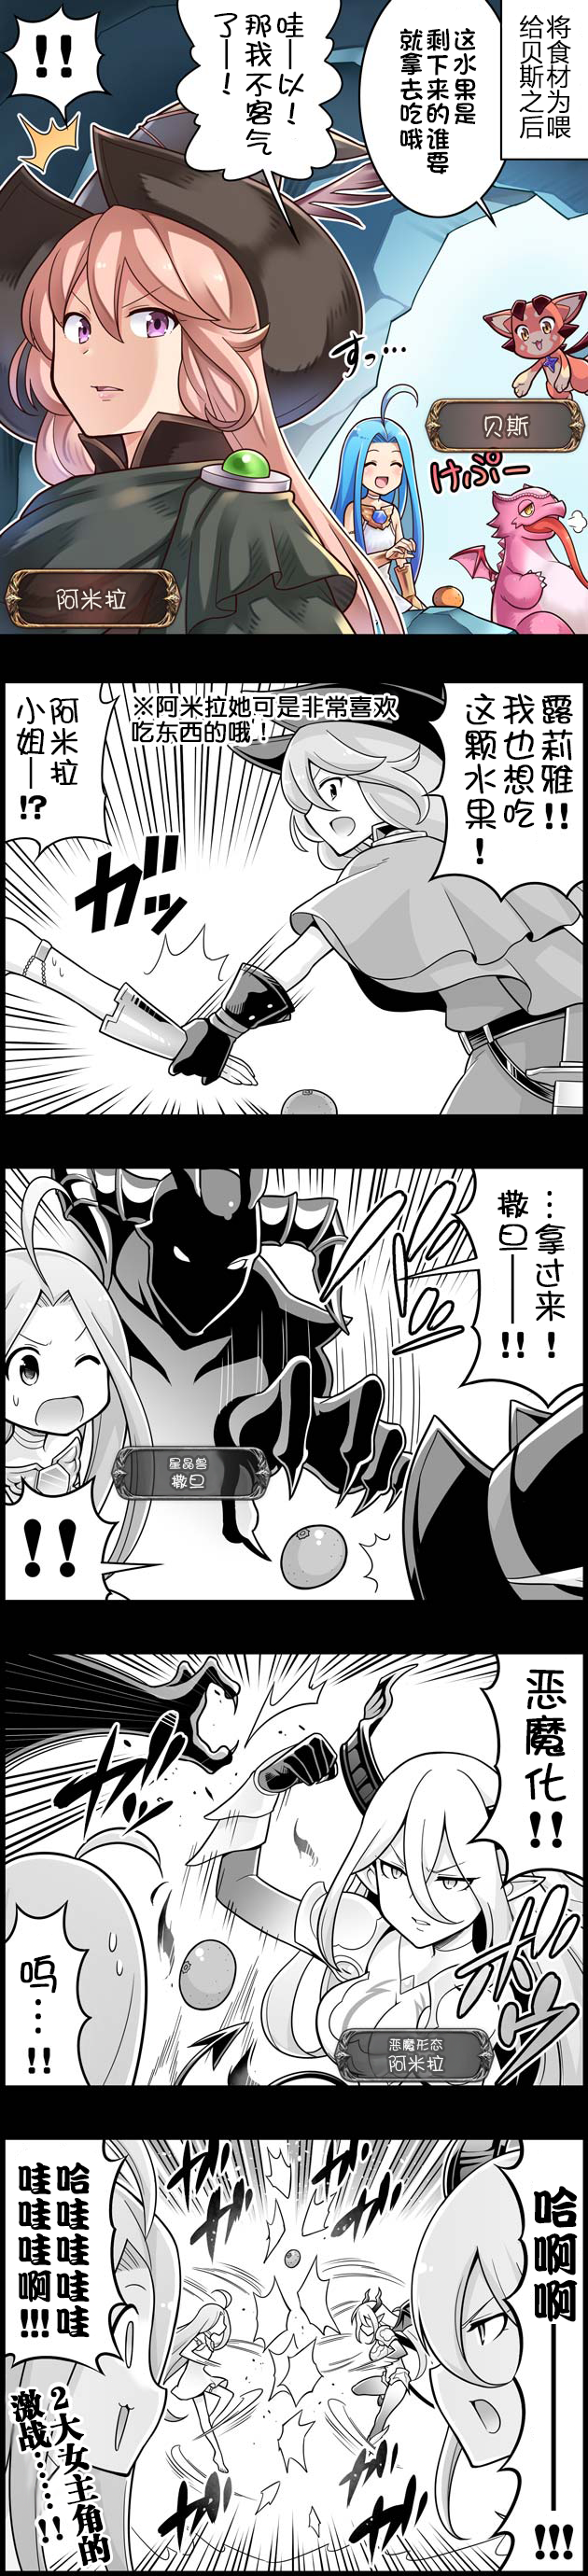 将食材为喂
给贝斯之后
这水果是
剩下来的谁要
就拿去吃哦
哇—以！
那我不客气
了—！
!!
すっ…
贝斯
けぷー
阿米拉
露莉雅!!
我也想吃
这颗水果！
※阿米拉她可是非常喜欢
吃东西的哦！
阿米拉
小姐—!?
ガッ
…拿过来！
撒旦——!!
星晶兽
撒旦
!!
恶魔化!!
呜…!!
恶魔形态
阿米拉
哈啊啊——!!!
哈哇哇哇哇
哇哇哇啊!!!
2大女主角的
激战……!!